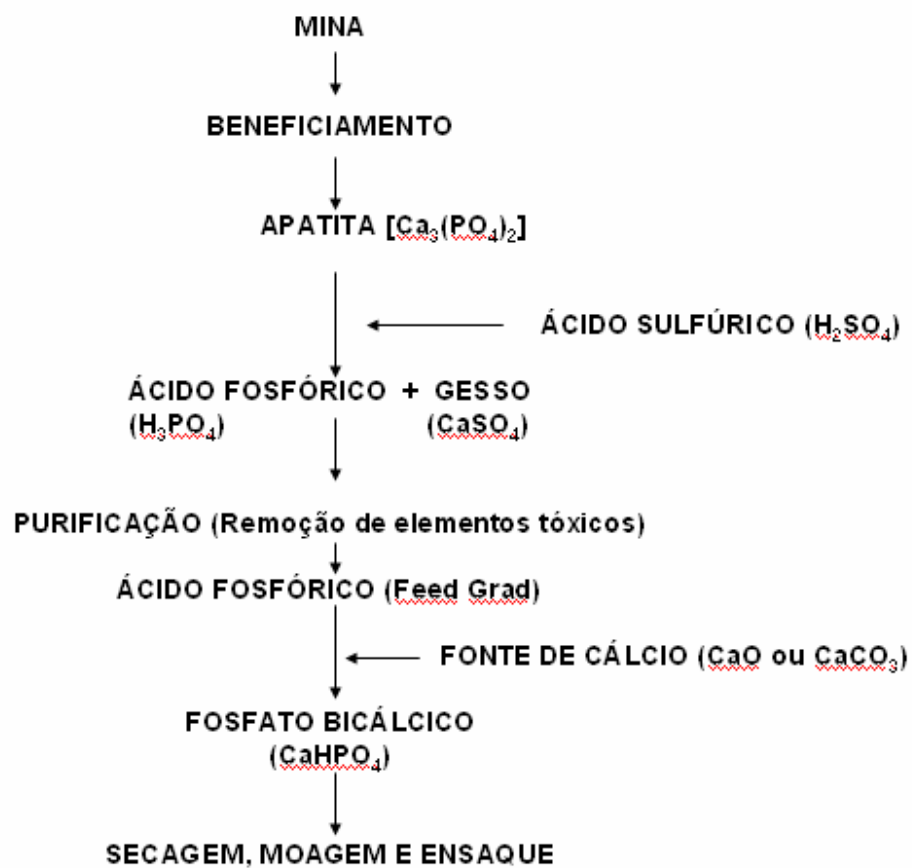 MINA
BENEFICIAMENTO
APATITA [Ca₃(PO₄)₂]
ÁCIDO SULFÚRICO (H₂SO₄)
ÁCIDO FOSFÓRICO + GESSO
(H₃PO₄) (CaSO₄)
PURIFICAÇÃO (Remoção de elementos tóxicos)
ÁCIDO FOSFÓRICO (Feed Grad)
FONTE DE CÁLCIO (CaO ou CaCO₃)
FOSFATO BICÁLCICO
(CaHPO₄)
SECAGEM, MOAGEM E ENSAQUE